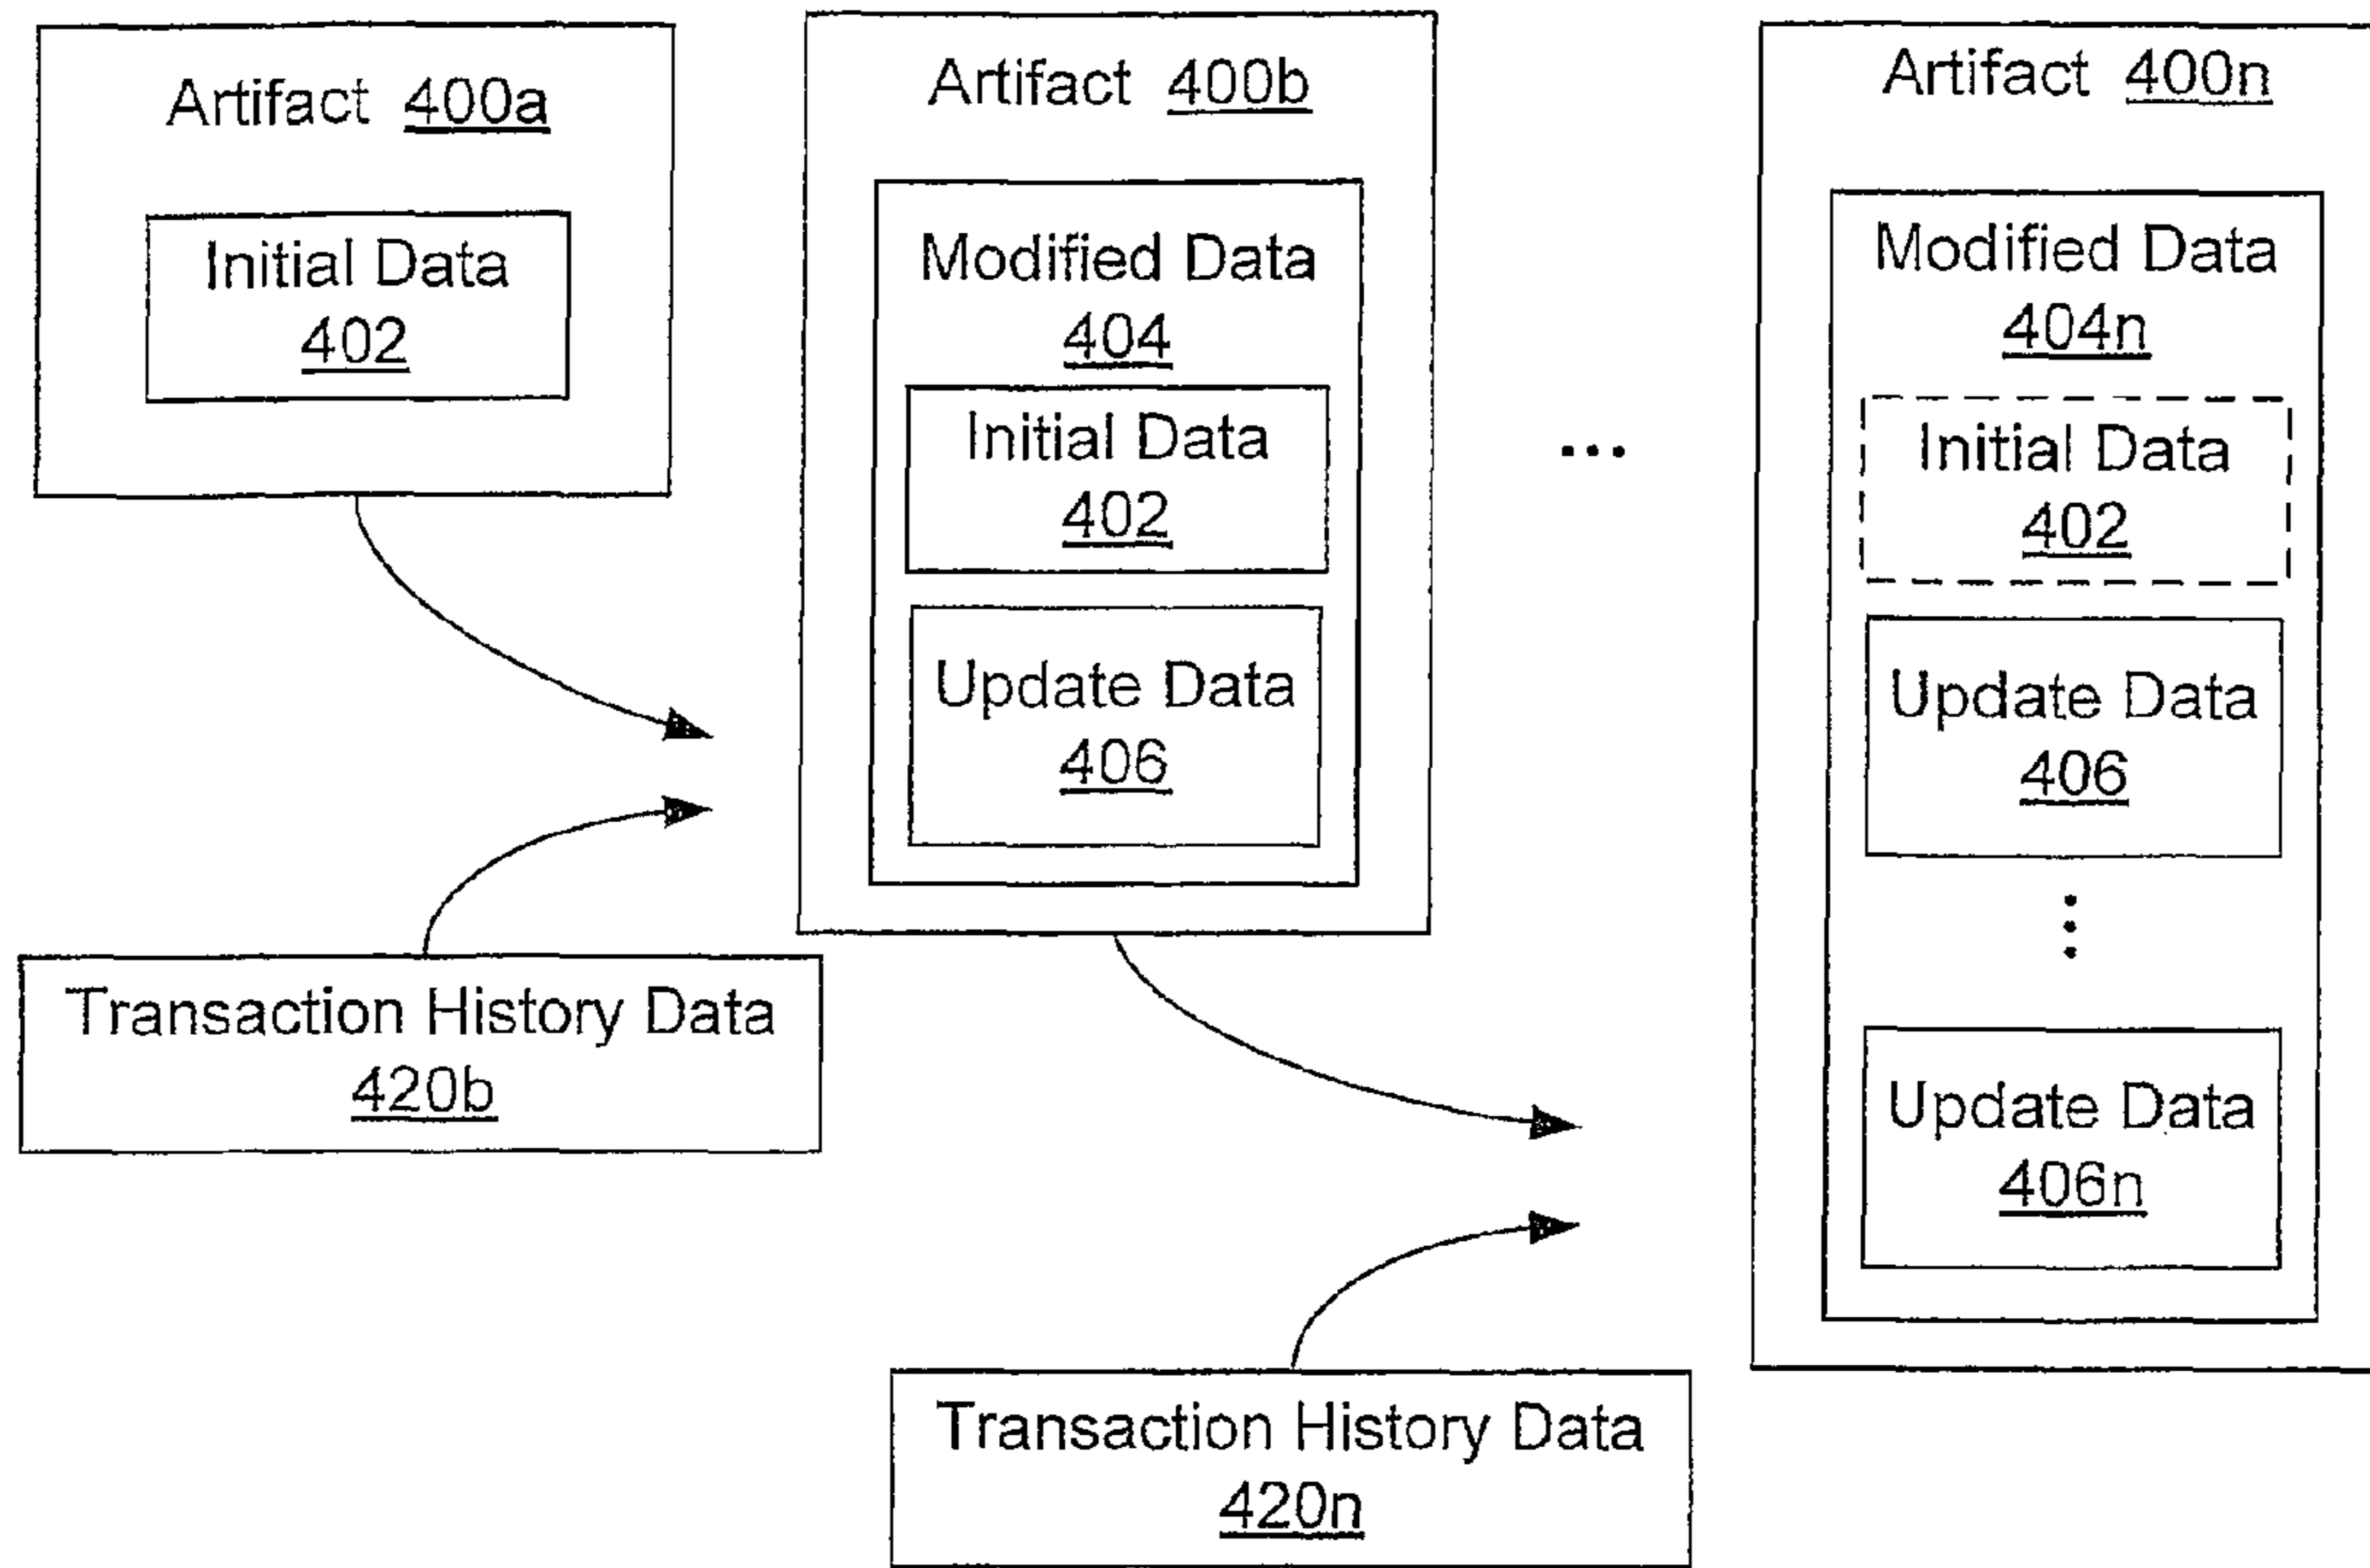 Artifact 400a
Initial Data
402
Artifact 400b
Modified Data
404
Initial Data
402
Update Data
406
...
Artifact 400n
Modified Data
404n
Initial Data
402
Update Data
406
Update Data
406n
Transaction History Data
420b
Transaction History Data
420n